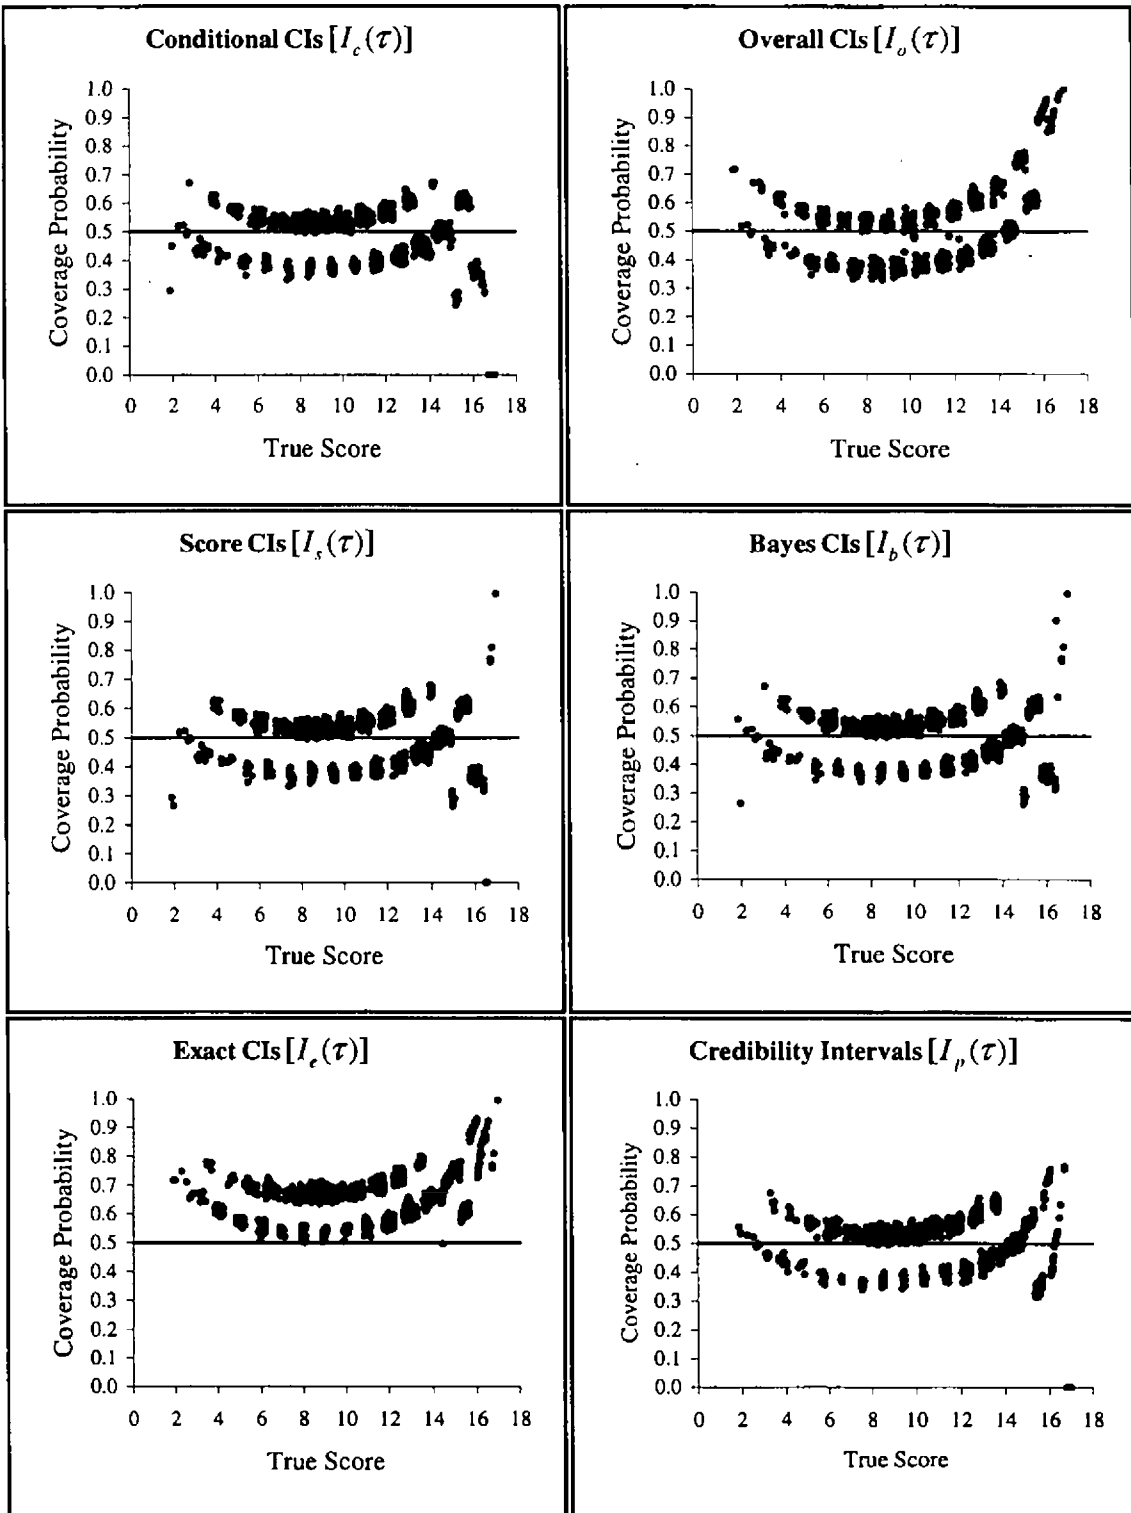 Conditional CIs [I_c(τ)]
Coverage Probability
1.0
0.9
0.8
0.7
0.6
0.5
0.4
0.3
0.2
0.1
0.0
0 2 4 6 8 10 12 14 16 18
True Score
Overall CIs [I_o(τ)]
Coverage Probability
1.0
0.9
0.8
0.7
0.6
0.5
0.4
0.3
0.2
0.1
0.0
0 2 4 6 8 10 12 14 16 18
True Score
Score CIs [I_s(τ)]
Coverage Probability
1.0
0.9
0.8
0.7
0.6
0.5
0.4
0.3
0.2
0.1
0.0
0 2 4 6 8 10 12 14 16 18
True Score
Bayes CIs [I_b(τ)]
Coverage Probability
1.0
0.9
0.8
0.7
0.6
0.5
0.4
0.3
0.2
0.1
0.0
0 2 4 6 8 10 12 14 16 18
True Score
Exact CIs [I_e(τ)]
Coverage Probability
1.0
0.9
0.8
0.7
0.6
0.5
0.4
0.3
0.2
0.1
0.0
0 2 4 6 8 10 12 14 16 18
True Score
Credibility Intervals [I_p(τ)]
Coverage Probability
1.0
0.9
0.8
0.7
0.6
0.5
0.4
0.3
0.2
0.1
0.0
0 2 4 6 8 10 12 14 16 18
True Score